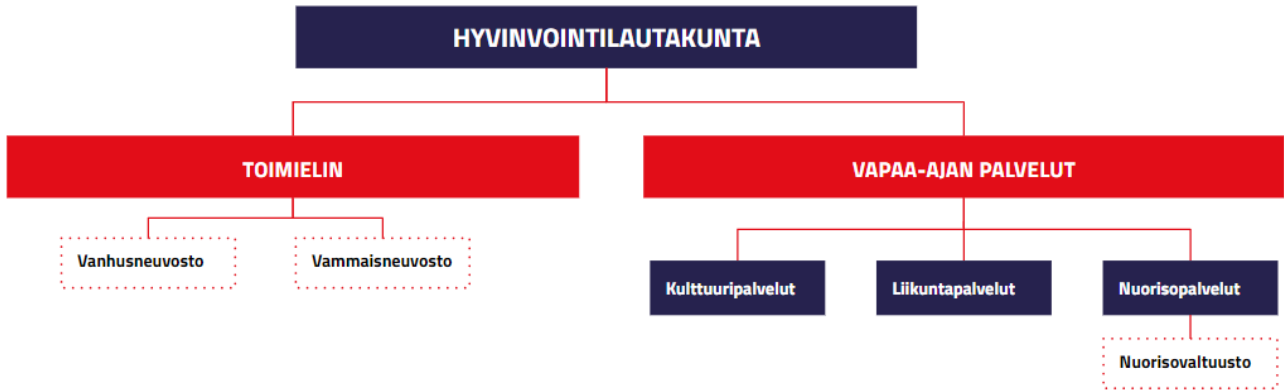 HYVINVOINTILAUTAKUNTA
TOIMIELIN
VAPAA-AJAN PALVELUT
Vanhusneuvosto
Vammaisneuvosto
Kulttuuripalvelut
Liikuntapalvelut
Nuorisopalvelut
Nuorisovaltuusto